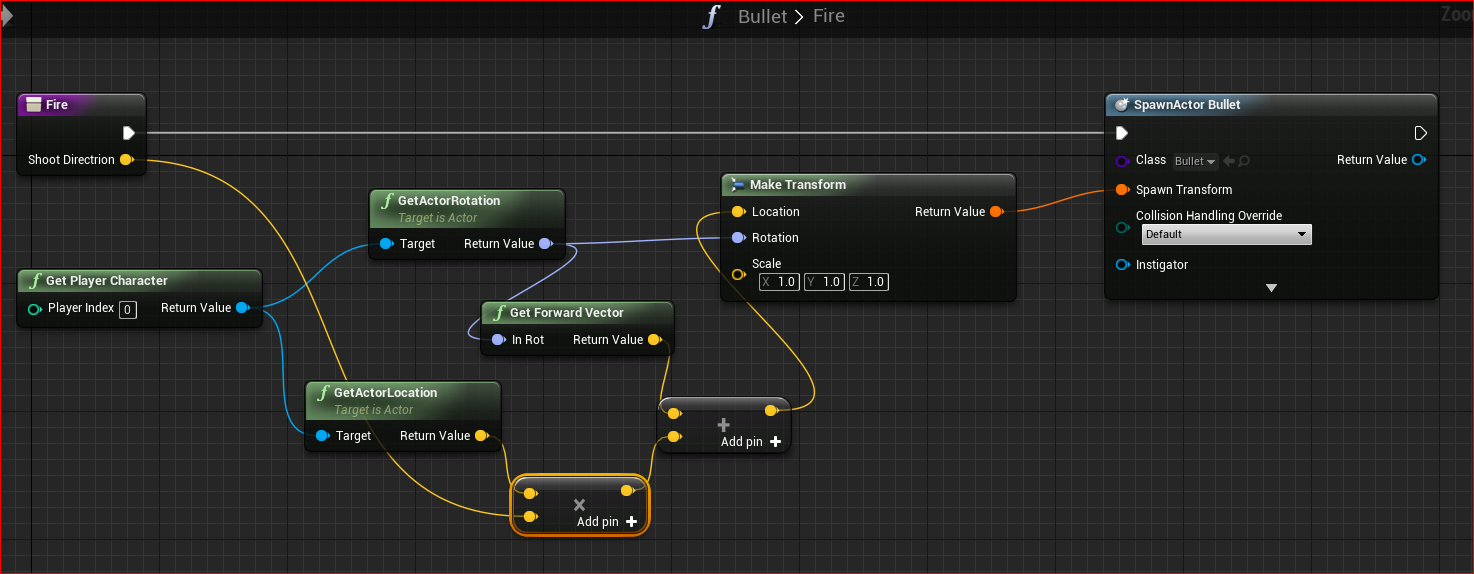 f Bullet > Fire
Zoo
Fire
Shoot Directrion
SpawnActor Bullet
Class Bullet
Return Value
Spawn Transform
Collision Handling Override
Default
Instigator
Make Transform
Location
Return Value
Rotation
Scale
X 1.0 Y 1.0 Z 1.0
f GetActorRotation
Target is Actor
Target
Return Value
f Get Player Character
Player Index 0
Return Value
f Get Forward Vector
In Rot
Return Value
f GetActorLocation
Target is Actor
Target
Return Value
+
Add pin +
×
Add pin +